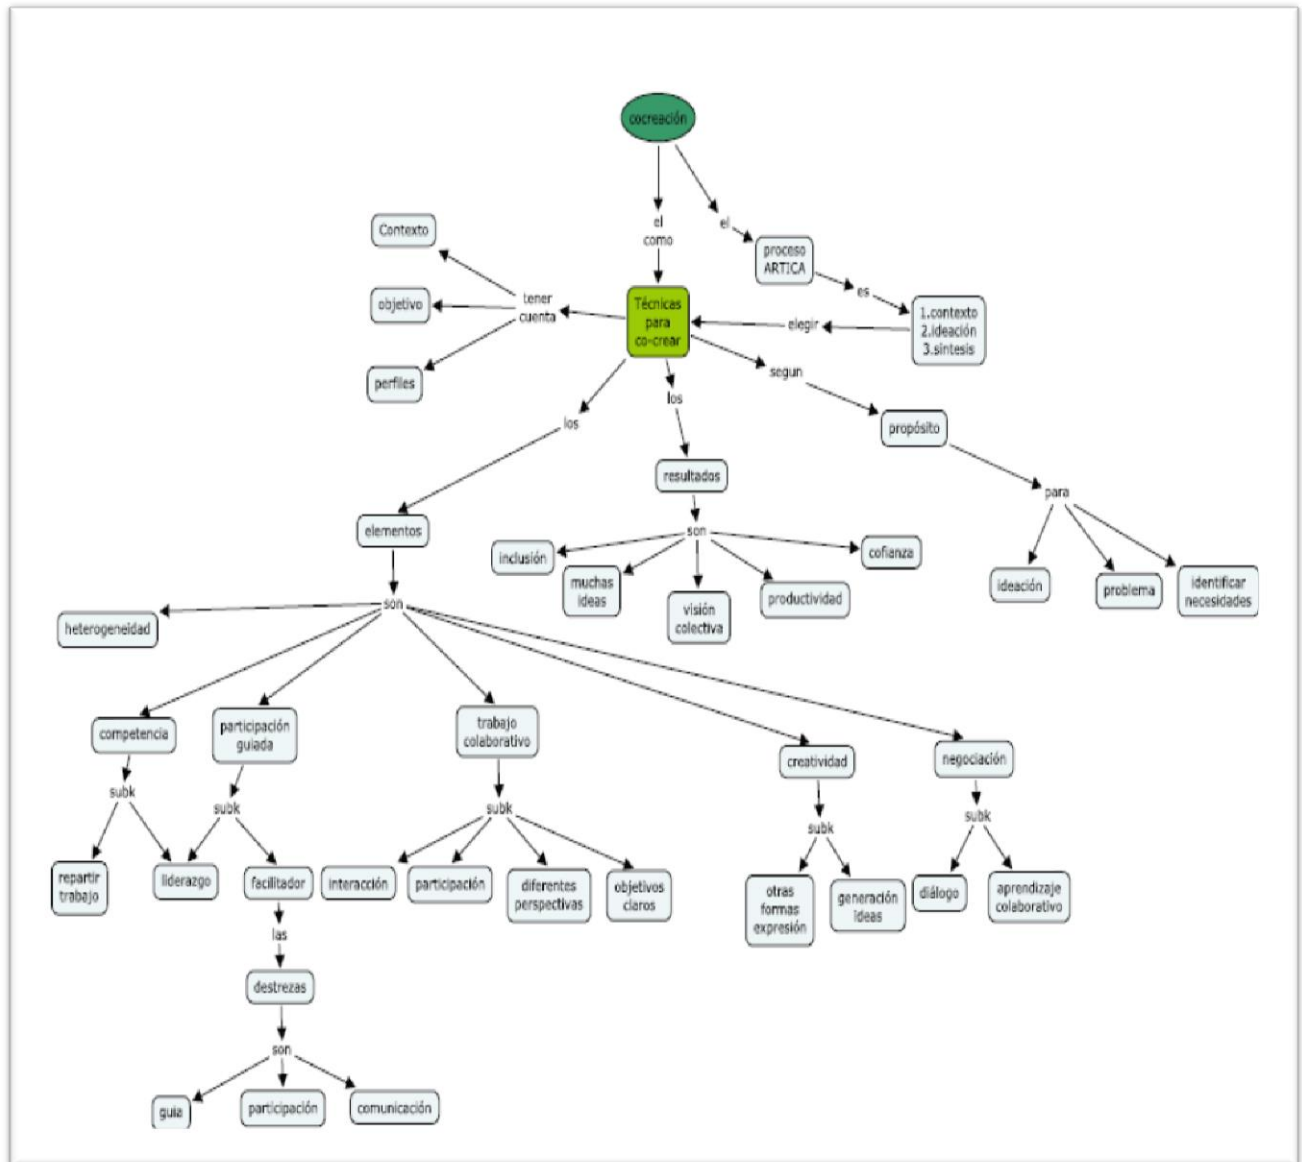 cocreación
el
como
el
Contexto
proceso
ARTICA
es
tener
cuenta
objetivo
Técnicas
para
co-crear
elegir
1.contexto
2.ideación
3.sintesis
perfiles
segun
los
los
propósito
resultados
para
elementos
son
inclusión
muchas
ideas
visión
colectiva
productividad
cofianza
ideación
problema
identificar
necesidades
son
heterogeneidad
competencia
participación
guiada
trabajo
colaborativo
creatividad
negociación
subk
subk
subk
subk
subk
repartir
trabajo
liderazgo
facilitador
interacción
participación
diferentes
perspectivas
objetivos
claros
otras
formas
expresión
generación
ideas
diálogo
aprendizaje
colaborativo
las
destrezas
son
guia
participación
comunicación